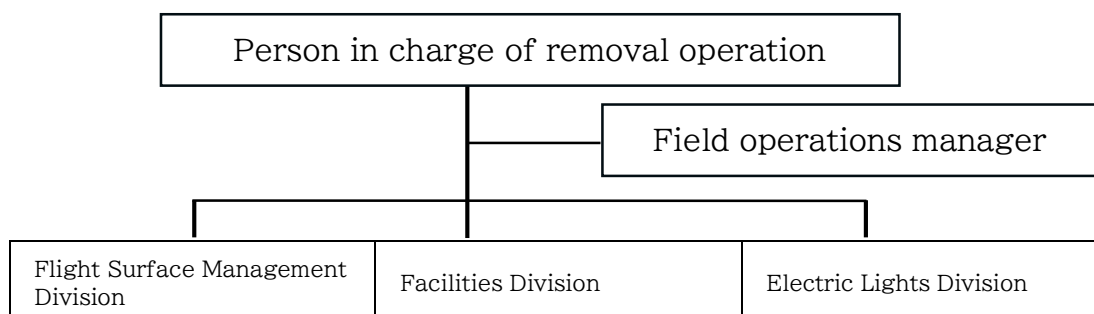 Person in charge of removal operation
Field operations manager
Flight Surface Management
Division
Facilities Division
Electric Lights Division